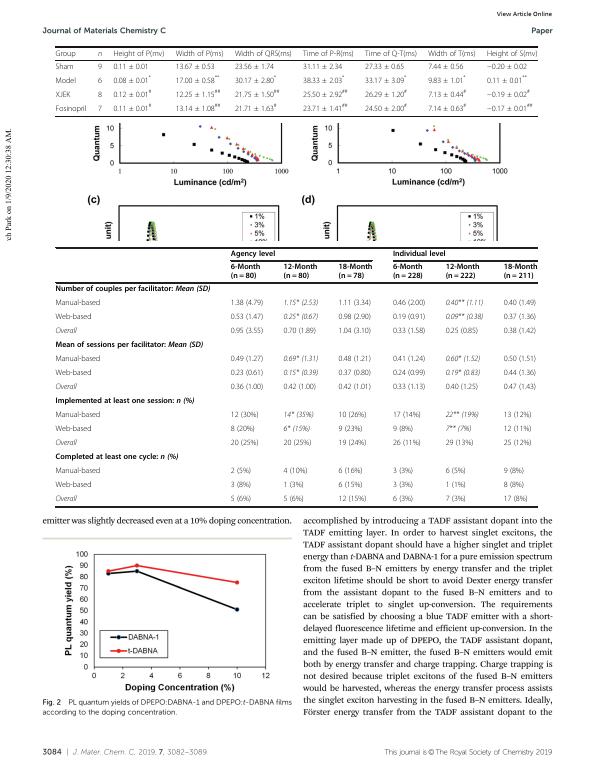 View Article Online
Journal of Materials Chemistry C
Paper
Group n Height of P(mv) Width of P(ms) Width of QRS(ms) Time of P-R(ms) Time of Q-T(ms) Width of T(ms) Height of S(mv)
Sham 9 0.11 ± 0.01 13.67 ± 0.53 23.56 ± 1.74 31.11 ± 2.34 27.33 ± 0.65 7.44 ± 0.56 −0.20 ± 0.02
Model 6 0.08 ± 0.01* 17.00 ± 0.58** 30.17 ± 2.80* 38.33 ± 2.03* 33.17 ± 3.09* 9.83 ± 1.01* 0.11 ± 0.01**
XJEK 8 0.12 ± 0.01# 12.25 ± 1.15## 21.75 ± 1.50## 25.50 ± 2.92## 26.29 ± 1.20# 7.13 ± 0.44# −0.19 ± 0.02#
Fosinopril 7 0.11 ± 0.01# 13.14 ± 1.08## 21.71 ± 1.63# 23.71 ± 1.41## 24.50 ± 2.00# 7.14 ± 0.63# −0.17 ± 0.01##
ch Park on 1/9/2020 12:30:38 AM.
Quantum
10
5
0
1 10 100 1000
Luminance (cd/m2)
Quantum
10
5
0
1 10 100 1000
Luminance (cd/m2)
(c)
unit)
1%
3%
5%
(d)
unit)
1%
3%
5%
Agency level Individual level
6-Month 12-Month 18-Month 6-Month 12-Month 18-Month
(n = 80) (n = 80) (n = 78) (n = 228) (n = 222) (n = 211)
Number of couples per facilitator: Mean (SD)
Manual-based 1.38 (4.79) 1.15* (2.53) 1.11 (3.34) 0.46 (2.00) 0.40** (1.11) 0.40 (1.49)
Web-based 0.53 (1.47) 0.25* (0.67) 0.98 (2.90) 0.19 (0.91) 0.09** (0.38) 0.37 (1.36)
Overall 0.95 (3.55) 0.70 (1.89) 1.04 (3.10) 0.33 (1.58) 0.25 (0.85) 0.38 (1.42)
Mean of sessions per facilitator: Mean (SD)
Manual-based 0.49 (1.27) 0.69* (1.31) 0.48 (1.21) 0.41 (1.24) 0.60* (1.52) 0.50 (1.51)
Web-based 0.23 (0.61) 0.15* (0.39) 0.37 (0.80) 0.24 (0.99) 0.19* (0.83) 0.44 (1.36)
Overall 0.36 (1.00) 0.42 (1.00) 0.42 (1.01) 0.33 (1.13) 0.40 (1.25) 0.47 (1.43)
Implemented at least one session: n (%)
Manual-based 12 (30%) 14* (35%) 10 (26%) 17 (14%) 22** (19%) 13 (12%)
Web-based 8 (20%) 6* (15%) 9 (23%) 9 (8%) 7** (7%) 12 (11%)
Overall 20 (25%) 20 (25%) 19 (24%) 26 (11%) 29 (13%) 25 (12%)
Completed at least one cycle: n (%)
Manual-based 2 (5%) 4 (10%) 6 (16%) 3 (3%) 6 (5%) 9 (8%)
Web-based 3 (8%) 1 (3%) 6 (15%) 3 (3%) 1 (1%) 8 (8%)
Overall 5 (6%) 5 (6%) 12 (15%) 6 (3%) 7 (3%) 17 (8%)
emitter was slightly decreased even at a 10% doping concentration.
PL quantum yield (%)
100
90
80
70
60
50
40
30
20
10
0
DABNA-1
t-DABNA
0 2 4 6 8 10 12
Doping Concentration (%)
Fig. 2 PL quantum yields of DPEPO:DABNA-1 and DPEPO:t-DABNA films
according to the doping concentration.
accomplished by introducing a TADF assistant dopant into the
TADF emitting layer. In order to harvest singlet excitons, the
TADF assistant dopant should have a higher singlet and triplet
energy than t-DABNA and DABNA-1 for a pure emission spectrum
from the fused B–N emitters by energy transfer and the triplet
exciton lifetime should be short to avoid Dexter energy transfer
from the assistant dopant to the fused B–N emitters and to
accelerate triplet to singlet up-conversion. The requirements
can be satisfied by choosing a blue TADF emitter with a short-
delayed fluorescence lifetime and efficient up-conversion. In the
emitting layer made up of DPEPO, the TADF assistant dopant,
and the fused B–N emitter, the fused B–N emitters would emit
both by energy transfer and charge trapping. Charge trapping is
not desired because triplet excitons of the fused B–N emitters
would be harvested, whereas the energy transfer process assists
the singlet exciton harvesting in the fused B–N emitters. Ideally,
Förster energy transfer from the TADF assistant dopant to the
3084 | J. Mater. Chem. C, 2019, 7, 3082–3089
This journal is © The Royal Society of Chemistry 2019